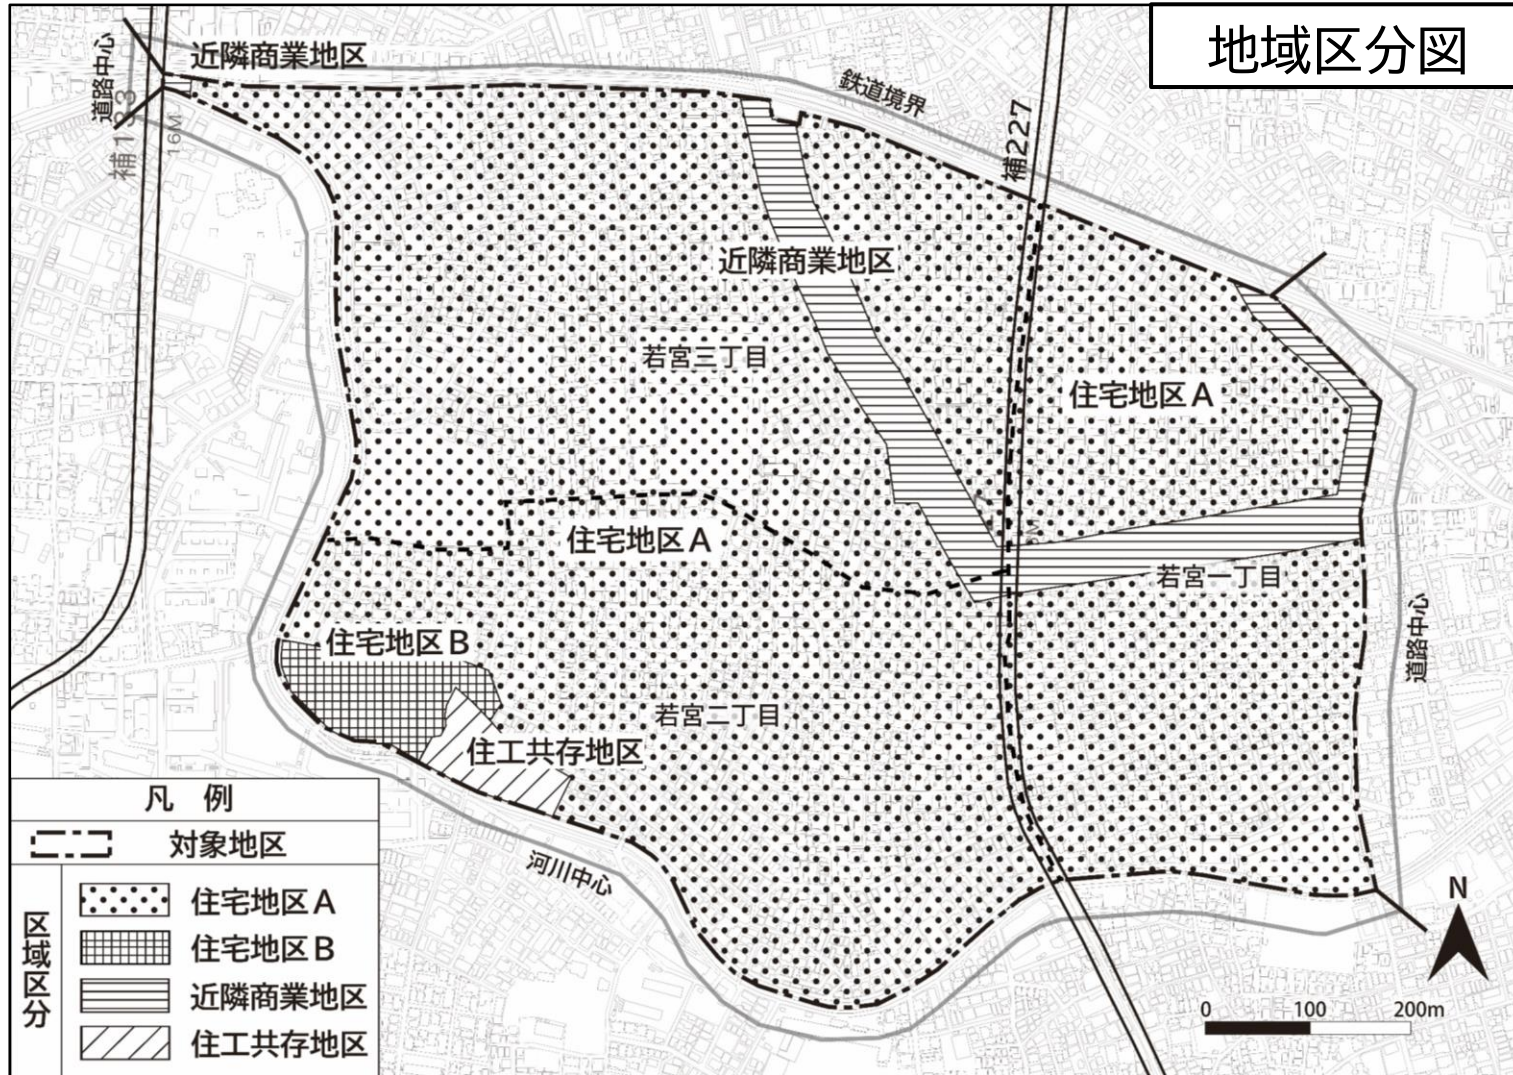 地域区分図
近隣商業地区
道路中心
補133
16M
鉄道境界
補227
近隣商業地区
若宮三丁目
住宅地区A
住宅地区A
若宮一丁目
道路中心
住宅地区B
若宮二丁目
住工共存地区
河川中心
凡 例
対象地区
区域区分
住宅地区A
住宅地区B
近隣商業地区
住工共存地区
N
0 100 200m